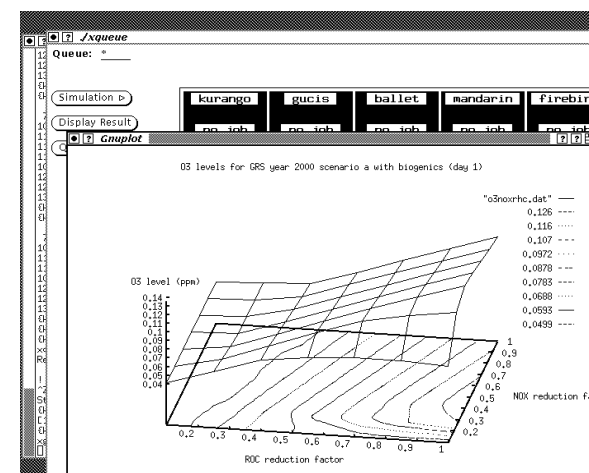 ./xqueue
Queue: *
Simulation
Display Result
kurango gucis ballet mandarin firebir
no job no job no job no job
Gnuplot
O3 levels for GRS year 2000 scenario a with biogenics (day 1)
"o3noxrhc.dat"
0.126
0.116
0.107
0.0972
0.0878
0.0783
0.0688
0.0593
0.0499
O3 level (ppm)
0.14
0.13
0.12
0.11
0.1
0.09
0.08
0.07
0.06
0.05
0.04
1
0.9
0.8
0.7
0.6
0.5
0.4
0.3
0.2
NOX reduction fa
0.2 0.3 0.4 0.5 0.6 0.7 0.8 0.9 1
ROC reduction factor